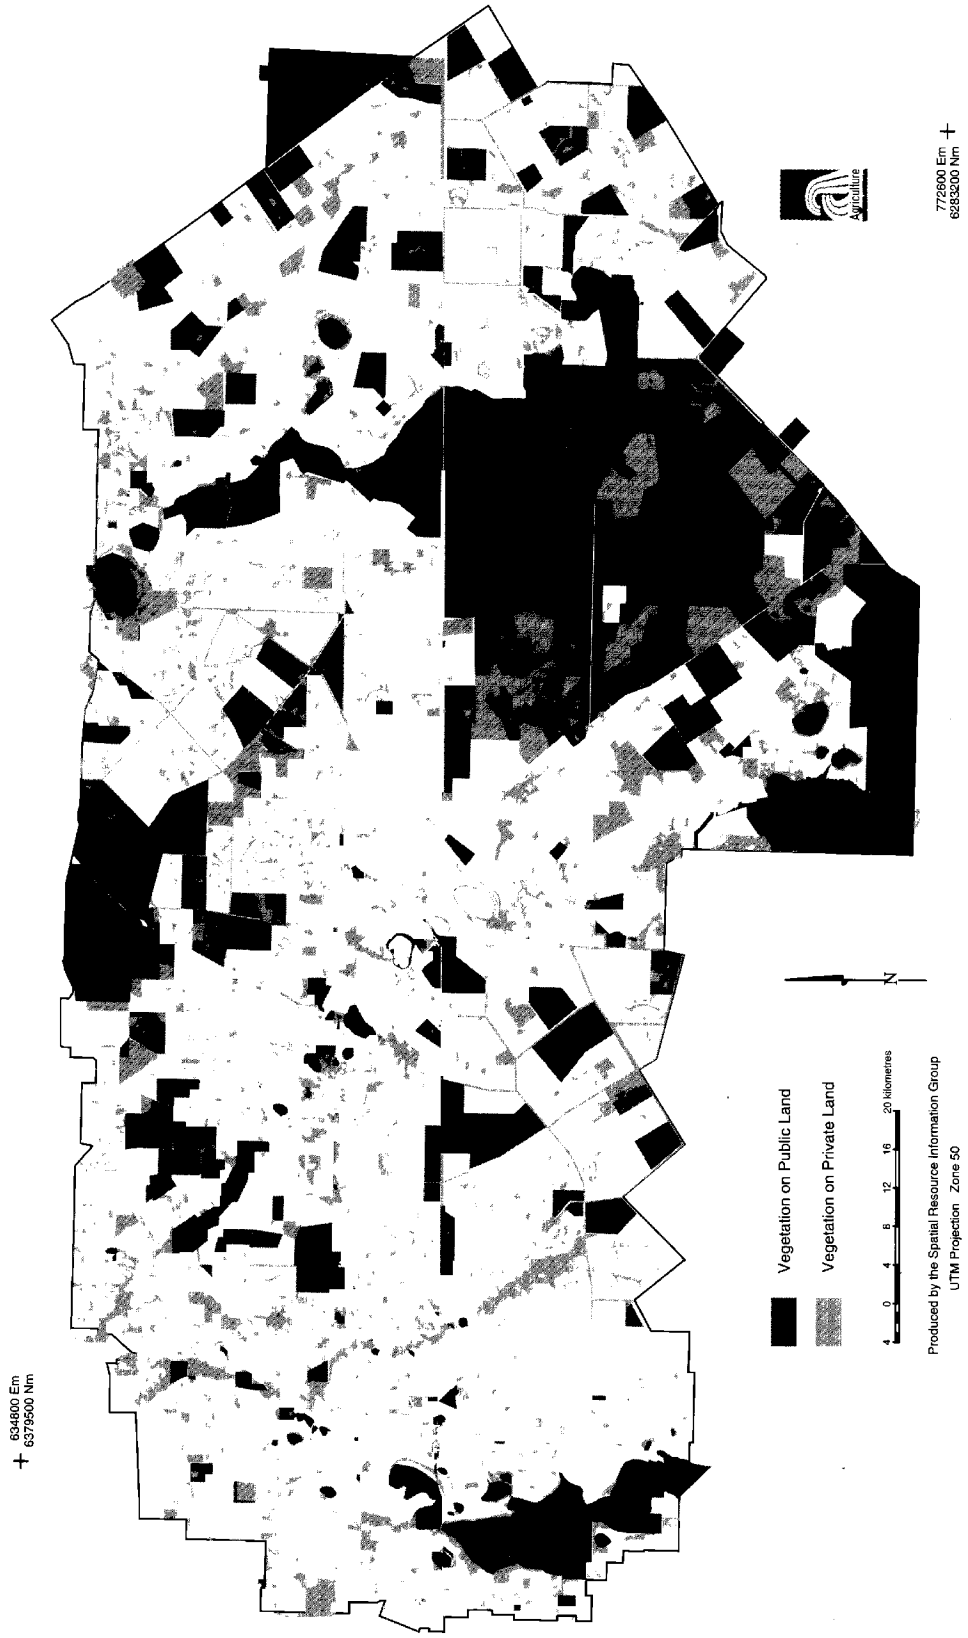 634800 Em
6379500 Nm
Vegetation on Public Land
Vegetation on Private Land
4 0 4 8 12 16 20 kilometres
Produced by the Spatial Resource Information Group
UTM Projection Zone 50
N
Agriculture
772600 Em
6283200 Nm